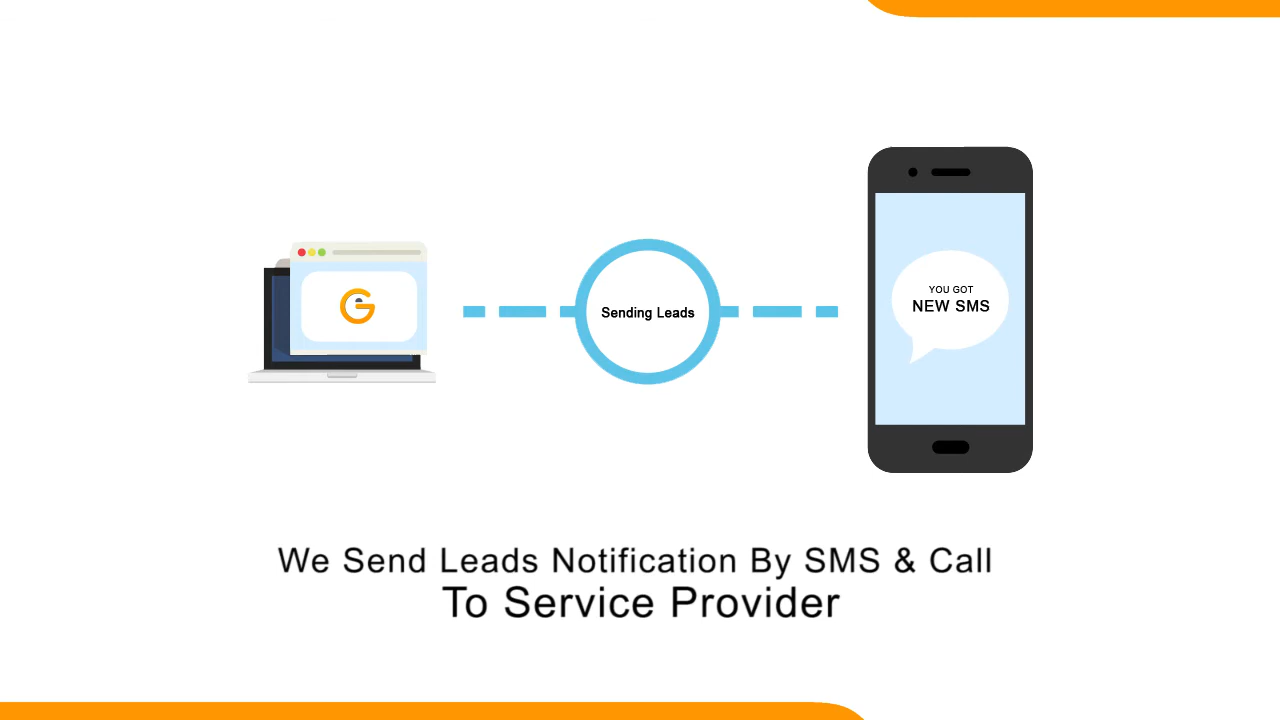 Sending Leads
YOU GOT
NEW SMS
We Send Leads Notification By SMS & Call
To Service Provider